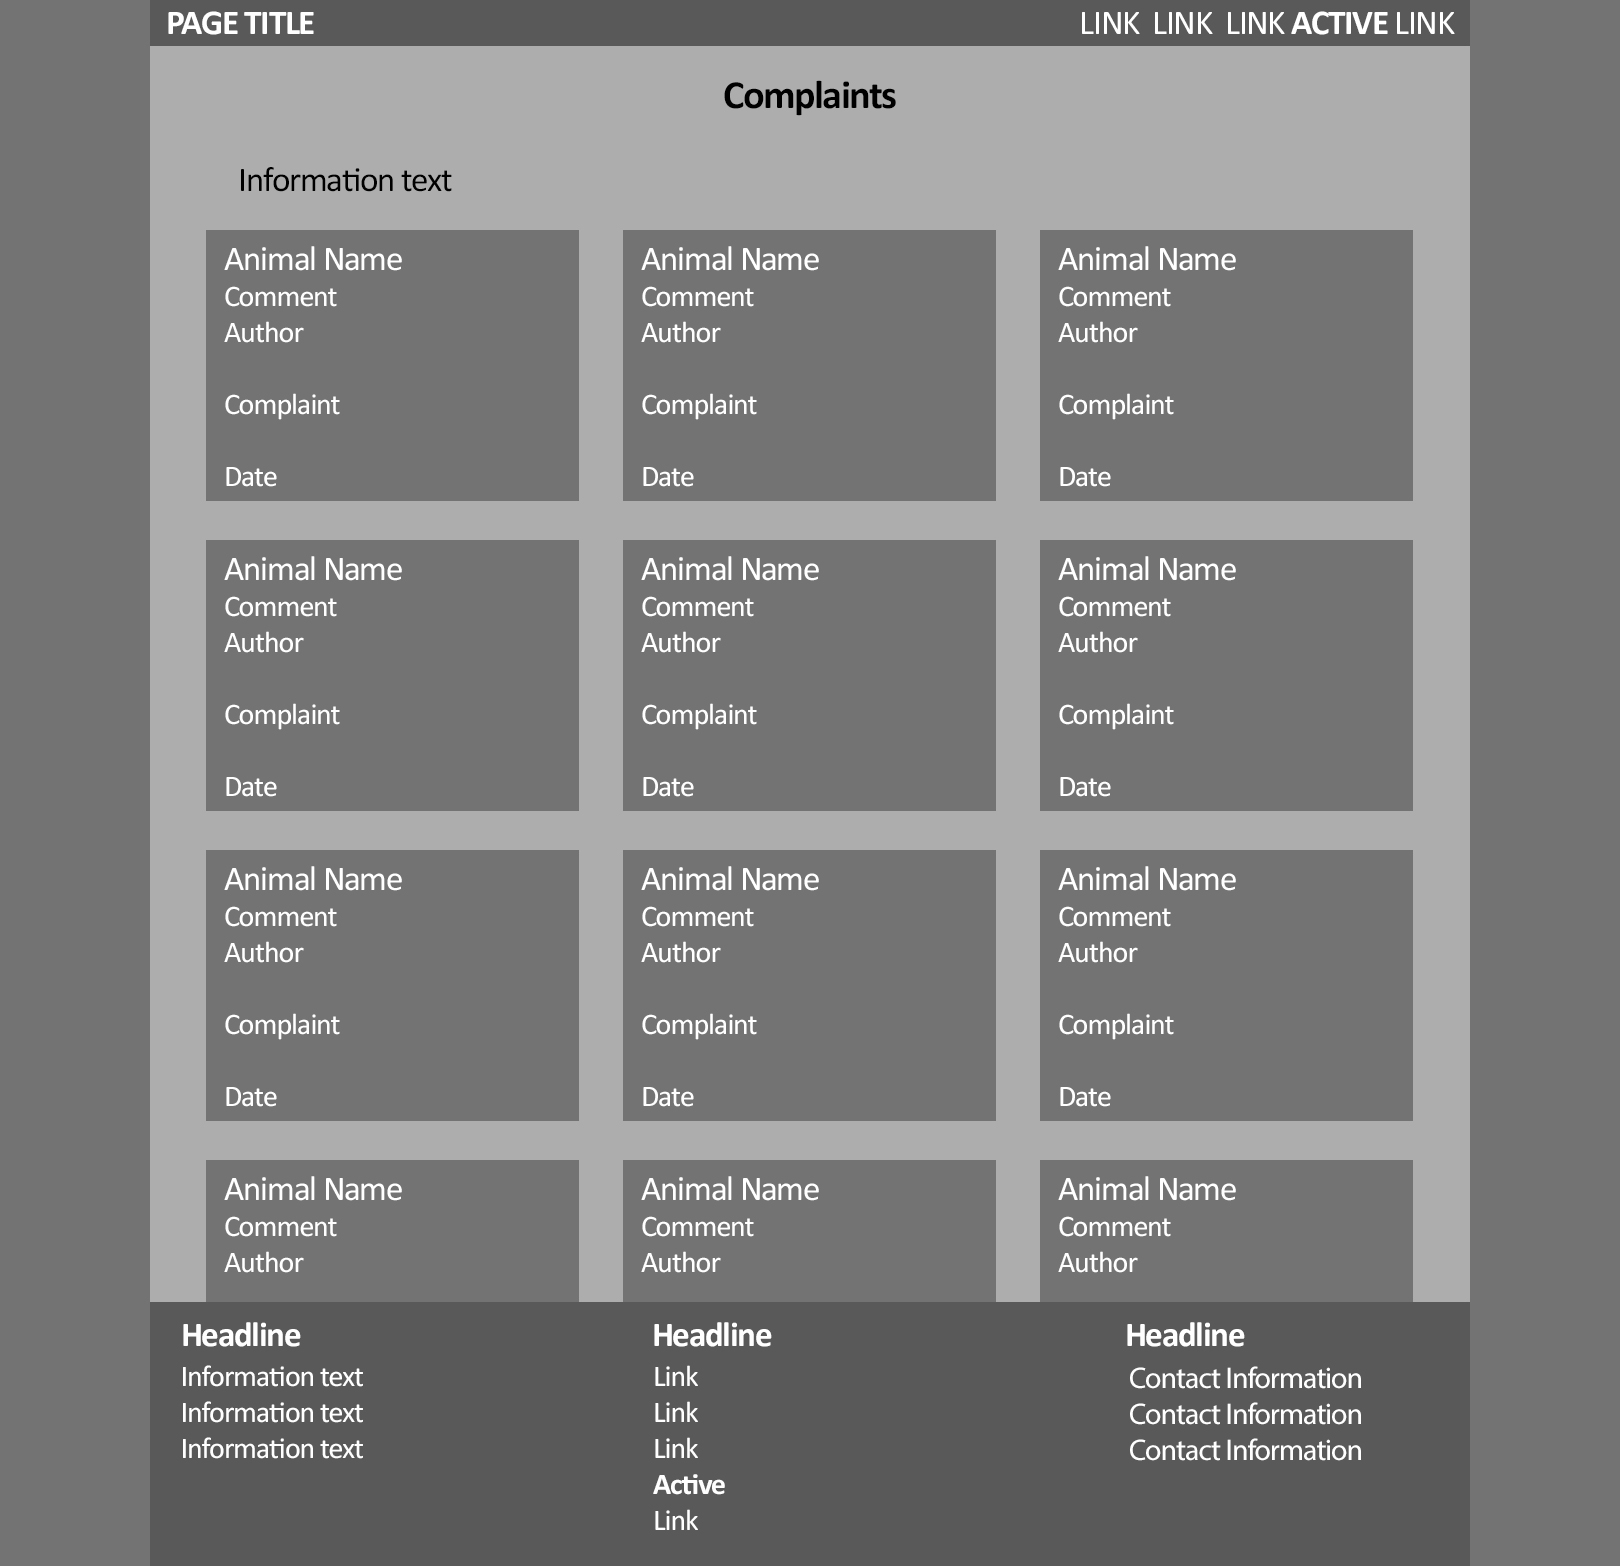 PAGE TITLE LINK LINK LINK ACTIVE LINK
Complaints
Information text
Animal Name
Comment
Author
Complaint
Date
Animal Name
Comment
Author
Complaint
Date
Animal Name
Comment
Author
Complaint
Date
Animal Name
Comment
Author
Complaint
Date
Animal Name
Comment
Author
Complaint
Date
Animal Name
Comment
Author
Complaint
Date
Animal Name
Comment
Author
Complaint
Date
Animal Name
Comment
Author
Complaint
Date
Animal Name
Comment
Author
Complaint
Date
Animal Name
Comment
Author
Animal Name
Comment
Author
Animal Name
Comment
Author
Headline
Information text
Information text
Information text
Headline
Link
Link
Link
Active
Link
Headline
Contact Information
Contact Information
Contact Information